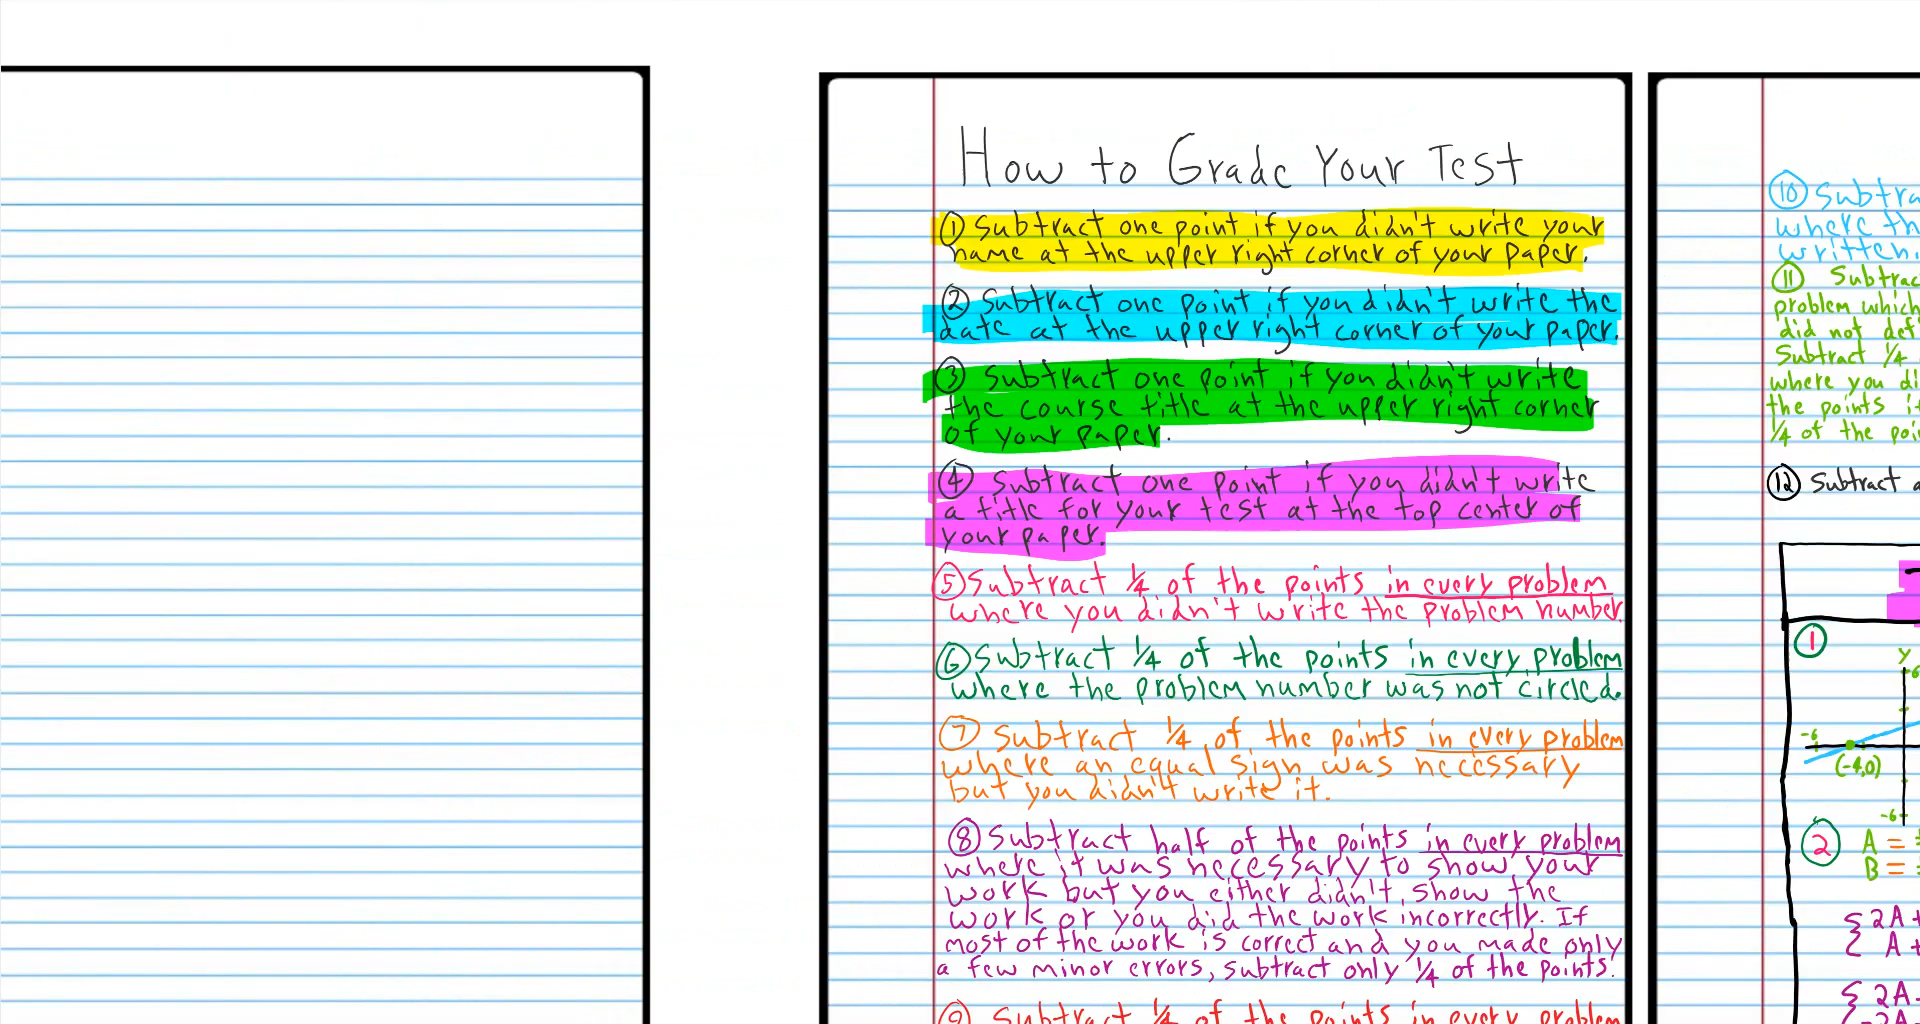 How to Grade Your Test
① Subtract one point if you didn't write your
name at the upper right corner of your paper.
② Subtract one point if you didn't write the
date at the upper right corner of your paper.
③ Subtract one point if you didn't write
the course title at the upper right corner
of your paper.
④ Subtract one point if you didn't write
a title for your test at the top center of
your paper.
⑤ Subtract 1/4 of the points in every problem
where you didn't write the problem number.
⑥ Subtract 1/4 of the points in every problem
where the problem number was not circled.
⑦ Subtract 1/4 of the points in every problem
where an equal sign was necessary
but you didn't write it.
⑧ Subtract half of the points in every problem
where it was necessary to show your
work but you either didn't show the
work or you did the work incorrectly. If
most of the work is correct and you made only
a few minor errors, subtract only 1/4 of the points.
⑨ Subtract 1/4 of the points in every problem
⑩ Subtra
where th
written.
⑪ Subtrac
problem which
did not def
Subtract 1/4
where you di
the points i
1/4 of the poi
⑫ Subtract a
①
y
6
-6
(-4,0)
-6
② A =
B =
{ 2A +
A +
{ 2A
-2A